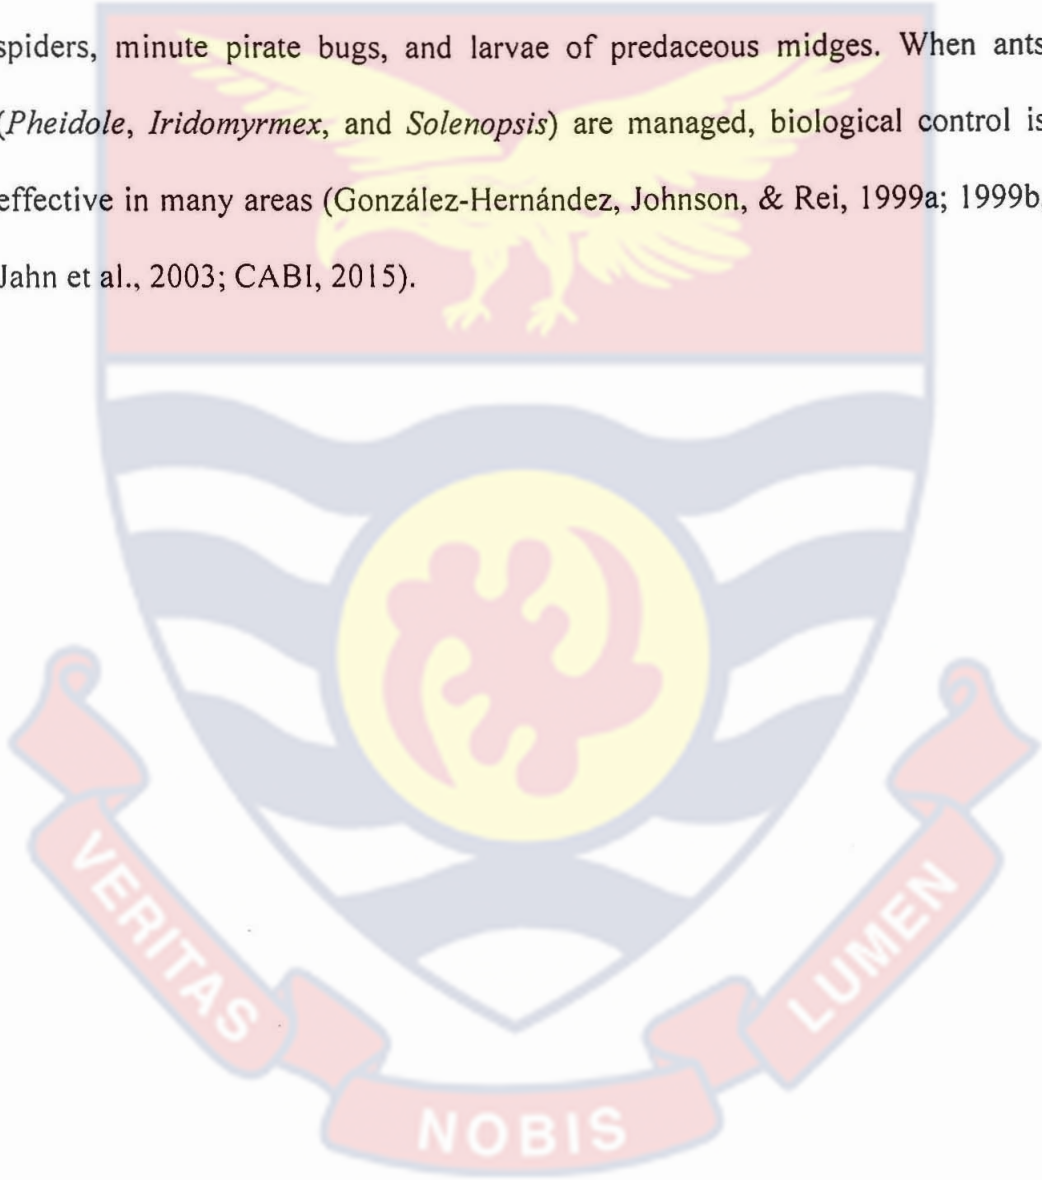 spiders, minute pirate bugs, and larvae of predaceous midges. When ants
(Pheidole, Iridomyrmex, and Solenopsis) are managed, biological control is
effective in many areas (González-Hernández, Johnson, & Rei, 1999a; 1999b,
Jahn et al., 2003; CABI, 2015).
VERITAS
NOBIS
LUMEN